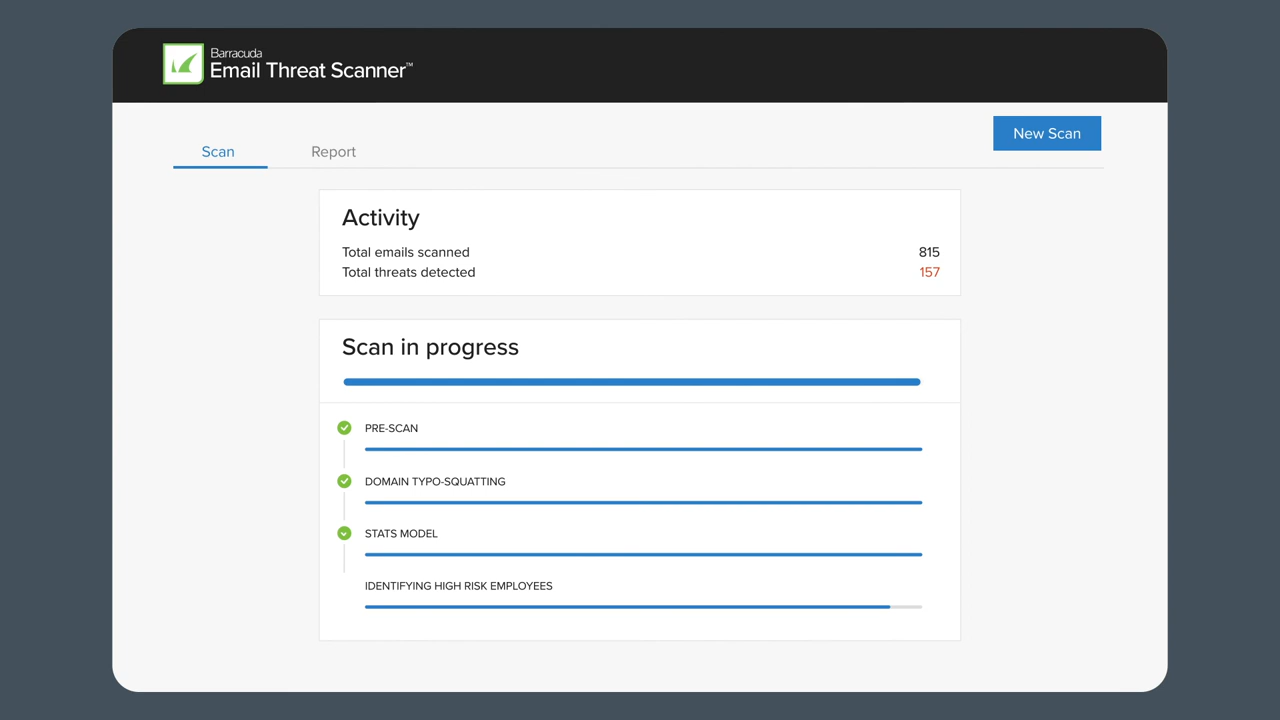 Barracuda
Email Threat Scanner™
New Scan
Scan Report
Activity
Total emails scanned 815
Total threats detected 157
Scan in progress
PRE-SCAN
DOMAIN TYPO-SQUATTING
STATS MODEL
IDENTIFYING HIGH RISK EMPLOYEES